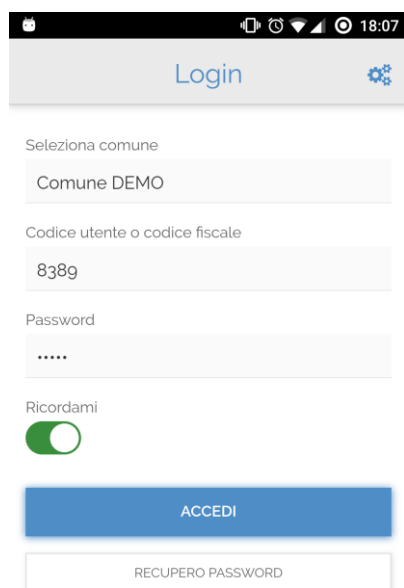 18:07
Login
Seleziona comune
Comune DEMO
Codice utente o codice fiscale
8389
Password
•••••
Ricordami
ACCEDI
RECUPERO PASSWORD